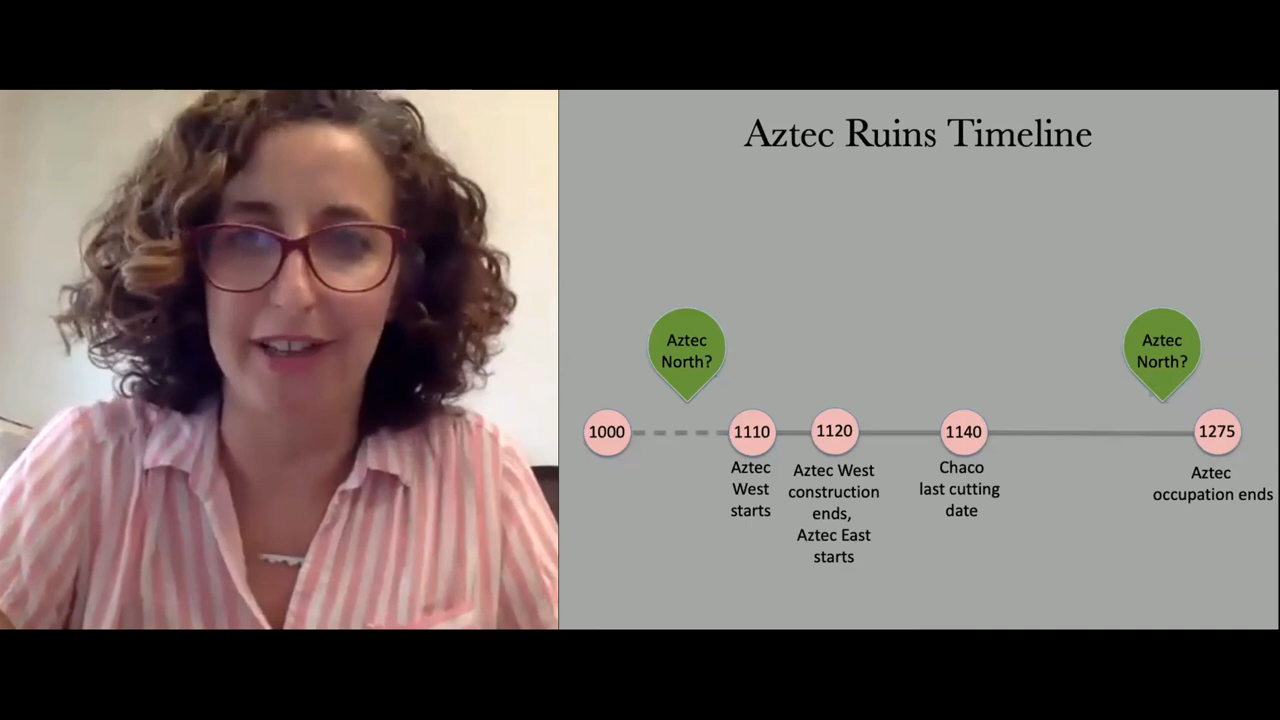 Aztec Ruins Timeline
Aztec
North?
Aztec
North?
1000
1110
1120
1140
1275
Aztec
West
starts
Aztec West
construction
ends,
Aztec East
starts
Chaco
last cutting
date
Aztec
occupation ends